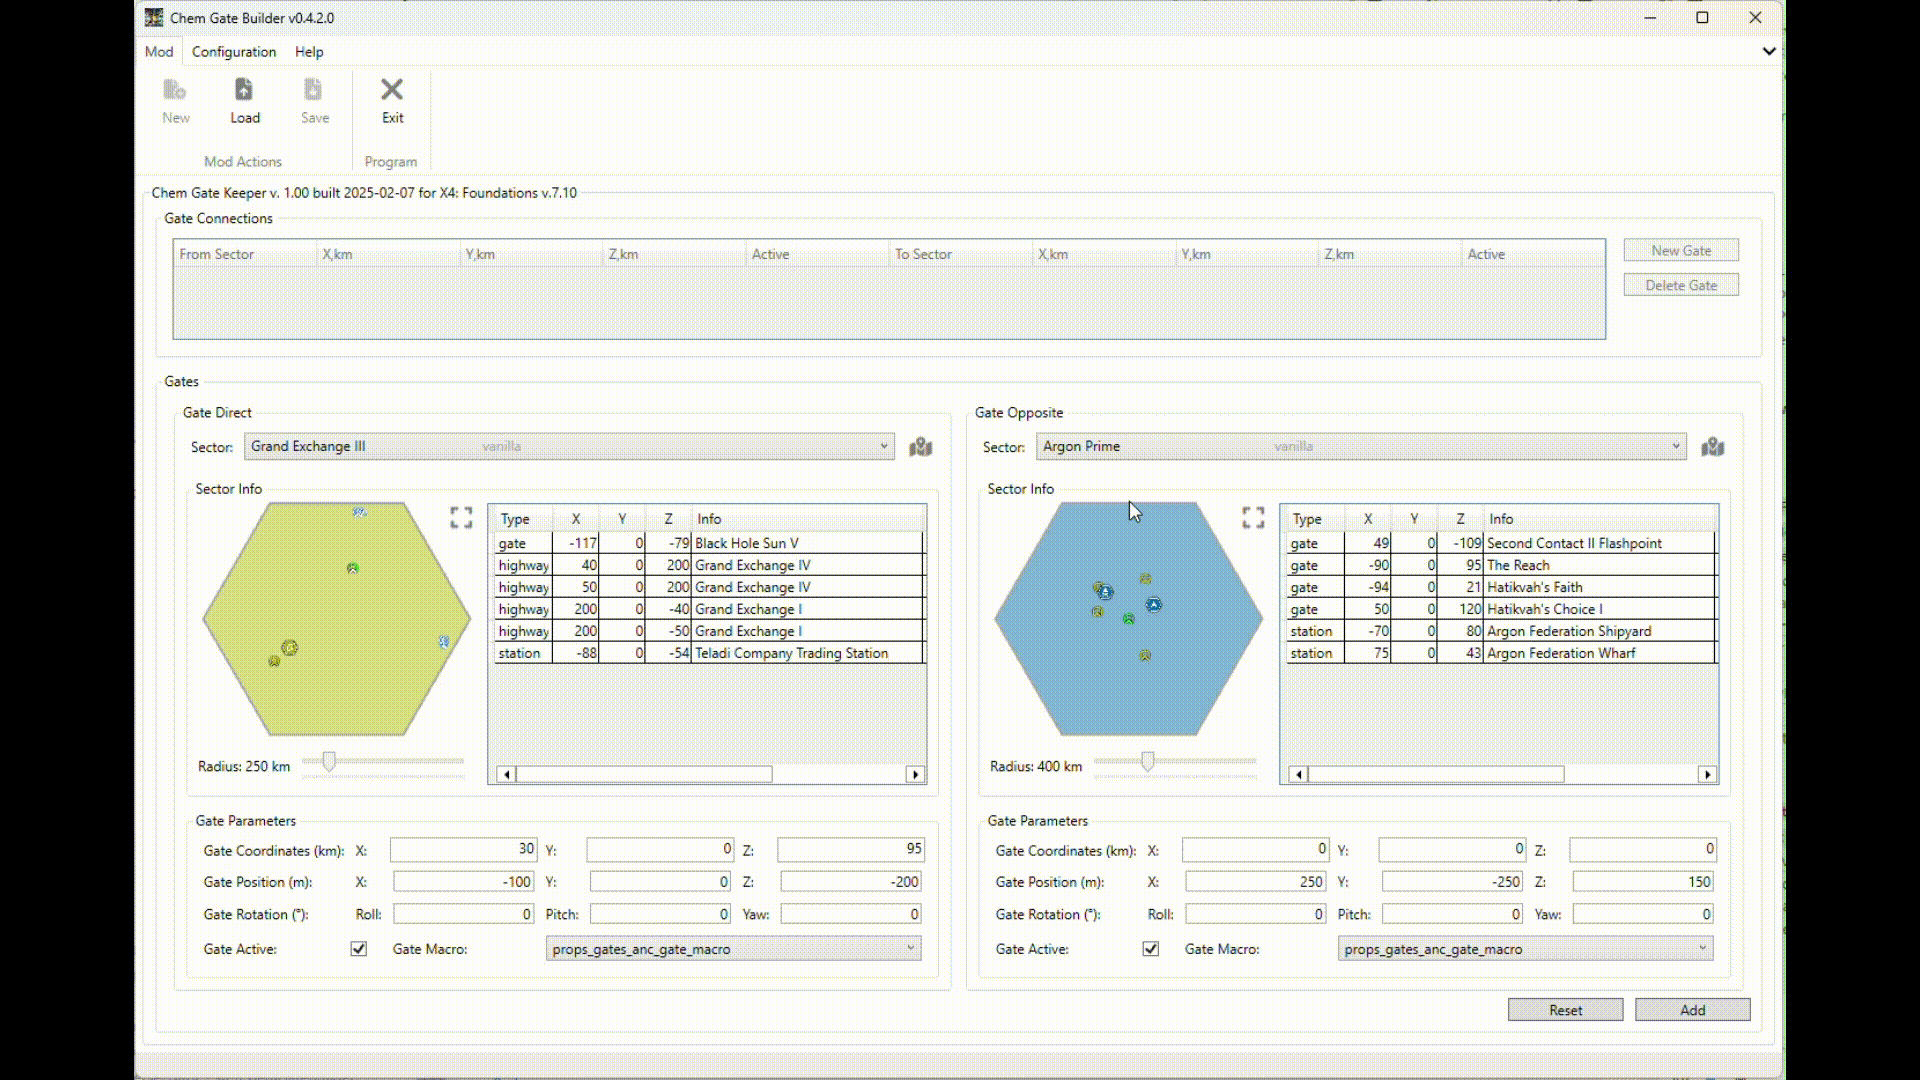 Chem Gate Builder v0.4.2.0
Mod Configuration Help
New Load Save Exit
Mod Actions Program
Chem Gate Keeper v. 1.00 built 2025-02-07 for X4: Foundations v.7.10
Gate Connections
From Sector X,km Y,km Z,km Active To Sector X,km Y,km Z,km Active
New Gate
Delete Gate
Gates
Gate Direct
Sector: Grand Exchange III vanilla
Sector Info
Type X Y Z Info
gate -117 0 -79 Black Hole Sun V
highway 40 0 200 Grand Exchange IV
highway 50 0 200 Grand Exchange IV
highway 200 0 -40 Grand Exchange I
highway 200 0 -50 Grand Exchange I
station -88 0 -54 Teladi Company Trading Station
Radius: 250 km
Gate Parameters
Gate Coordinates (km): X: 30 Y: 0 Z: 95
Gate Position (m): X: -100 Y: 0 Z: -200
Gate Rotation (°): Roll: 0 Pitch: 0 Yaw: 0
Gate Active: Gate Macro: props_gates_anc_gate_macro
Gate Opposite
Sector: Argon Prime vanilla
Sector Info
Type X Y Z Info
gate 49 0 -109 Second Contact II Flashpoint
gate -90 0 95 The Reach
gate -94 0 21 Hatikvah's Faith
gate 50 0 120 Hatikvah's Choice I
station -70 0 80 Argon Federation Shipyard
station 75 0 43 Argon Federation Wharf
Radius: 400 km
Gate Parameters
Gate Coordinates (km): X: 0 Y: 0 Z: 0
Gate Position (m): X: 250 Y: -250 Z: 150
Gate Rotation (°): Roll: 0 Pitch: 0 Yaw: 0
Gate Active: Gate Macro: props_gates_anc_gate_macro
Reset Add